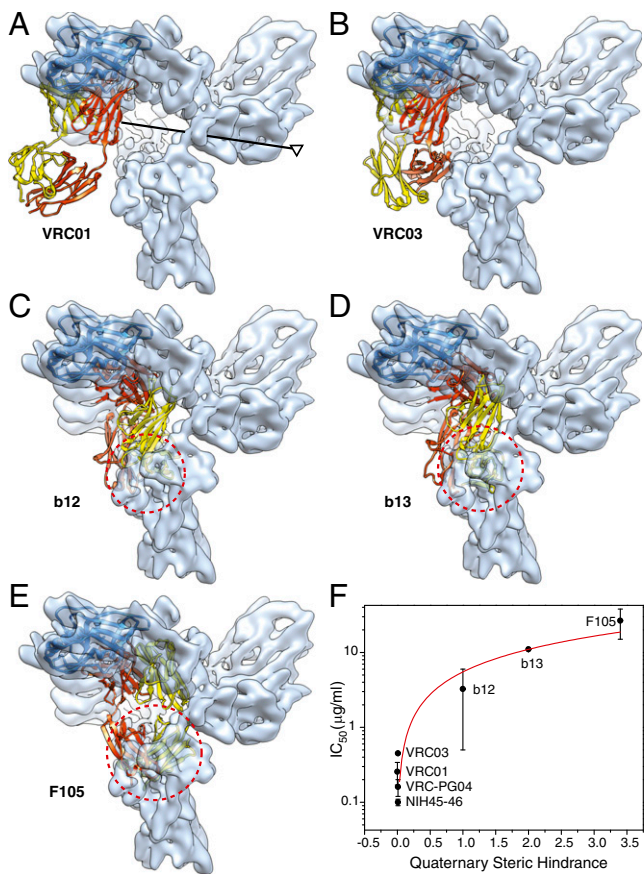 A
B
VRC01
VRC03
C
D
b12
b13
E
F
F105
IC50 (μg/ml)
10
1
0.1
F105
b13
b12
VRC03
VRC01
VRC-PG04
NIH45-46
0.0 0.5 1.0 1.5 2.0 2.5 3.0 3.5
Quaternary Steric Hindrance